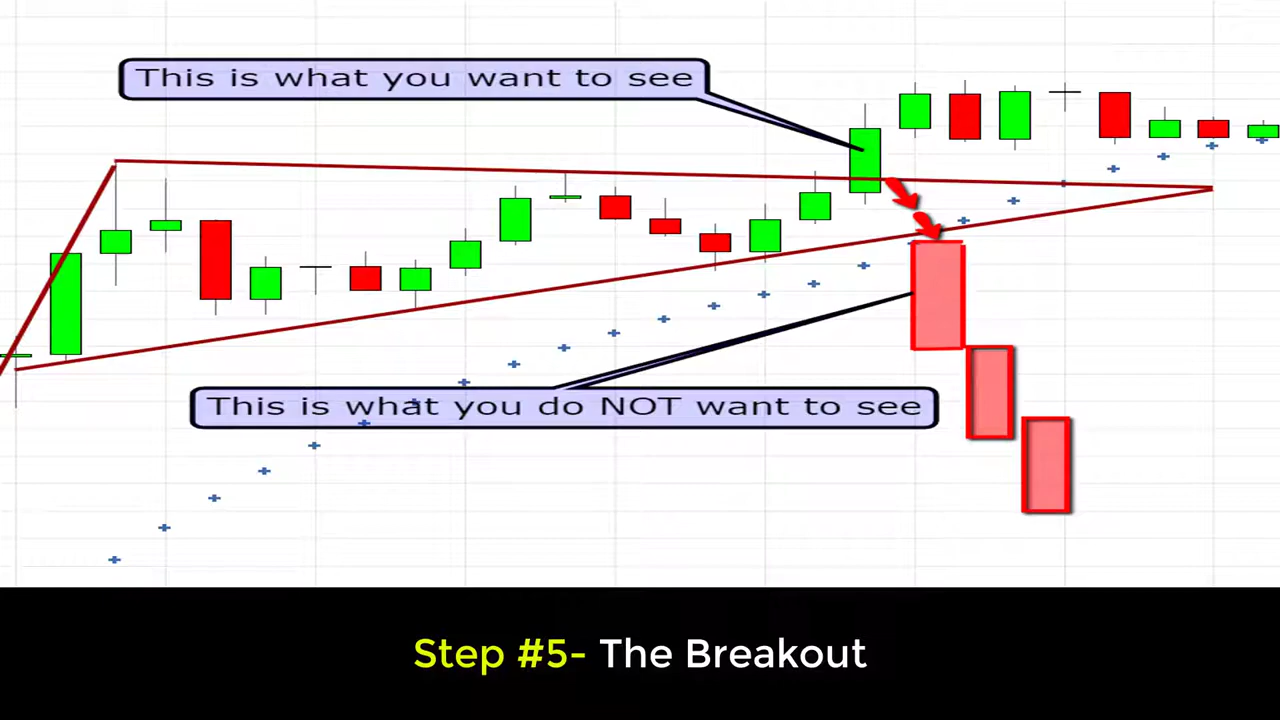 This is what you want to see
This is what you do NOT want to see
Step #5- The Breakout